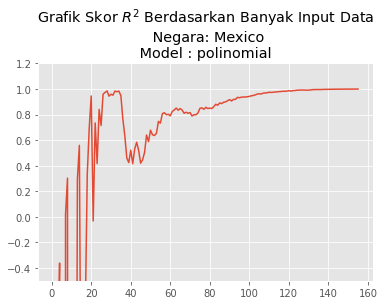 Grafik Skor R² Berdasarkan Banyak Input Data
Negara: Mexico
Model : polinomial
1.2
1.0
0.8
0.6
0.4
0.2
0.0
−0.2
−0.4
0 20 40 60 80 100 120 140 160